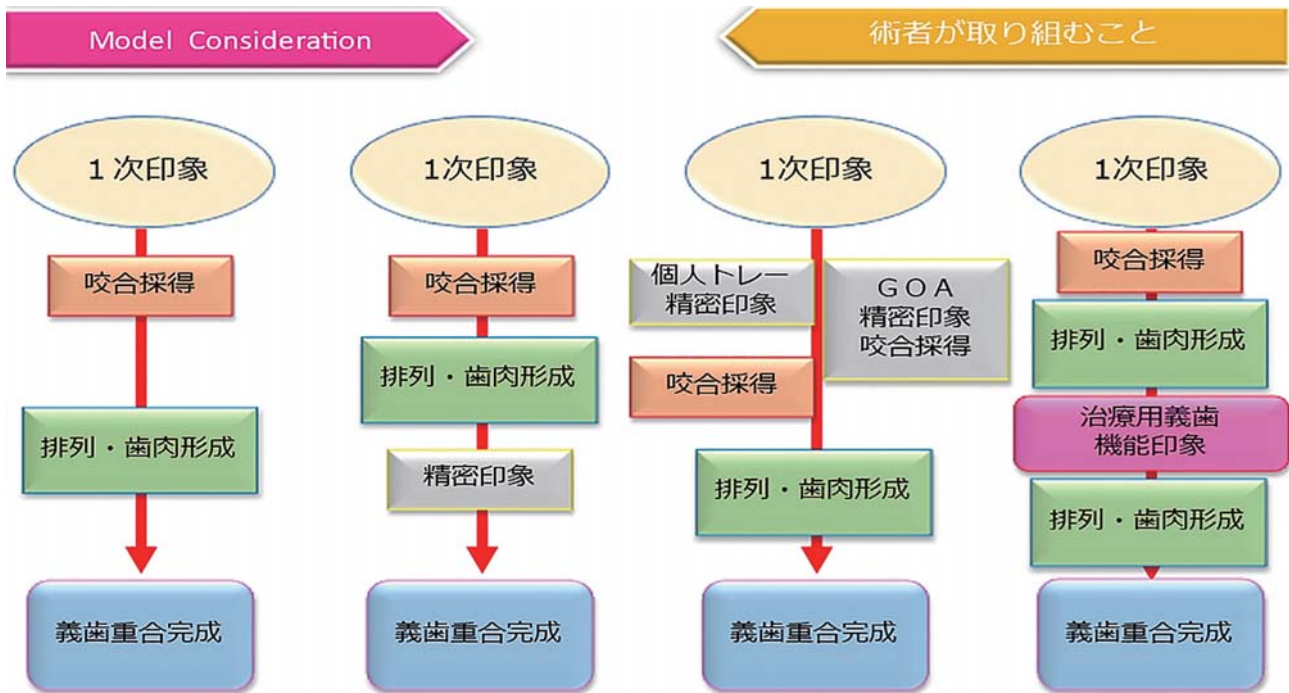 Model Consideration
術者が取り組むこと
1次印象
咬合採得
排列・歯肉形成
義歯重合完成
1次印象
咬合採得
排列・歯肉形成
精密印象
義歯重合完成
1次印象
個人トレー
精密印象
GOA
精密印象
咬合採得
咬合採得
排列・歯肉形成
義歯重合完成
1次印象
咬合採得
排列・歯肉形成
治療用義歯
機能印象
排列・歯肉形成
義歯重合完成